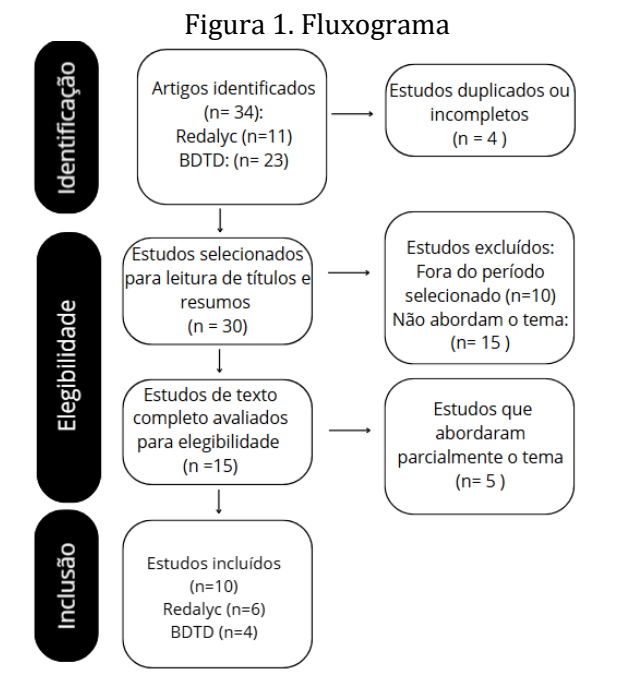 Figura 1. Fluxograma
Identificação
Artigos identificados
(n= 34):
Redalyc (n=11)
BDTD: (n= 23)
Estudos duplicados ou
incompletos
(n = 4 )
Elegibilidade
Estudos selecionados
para leitura de títulos e
resumos
(n = 30)
Estudos excluídos:
Fora do período
selecionado (n=10)
Não abordam o tema:
(n= 15 )
Estudos de texto
completo avaliados
para elegibilidade
(n =15)
Estudos que
abordaram
parcialmente o tema
(n= 5 )
Inclusão
Estudos incluídos
(n=10)
Redalyc (n=6)
BDTD (n=4)